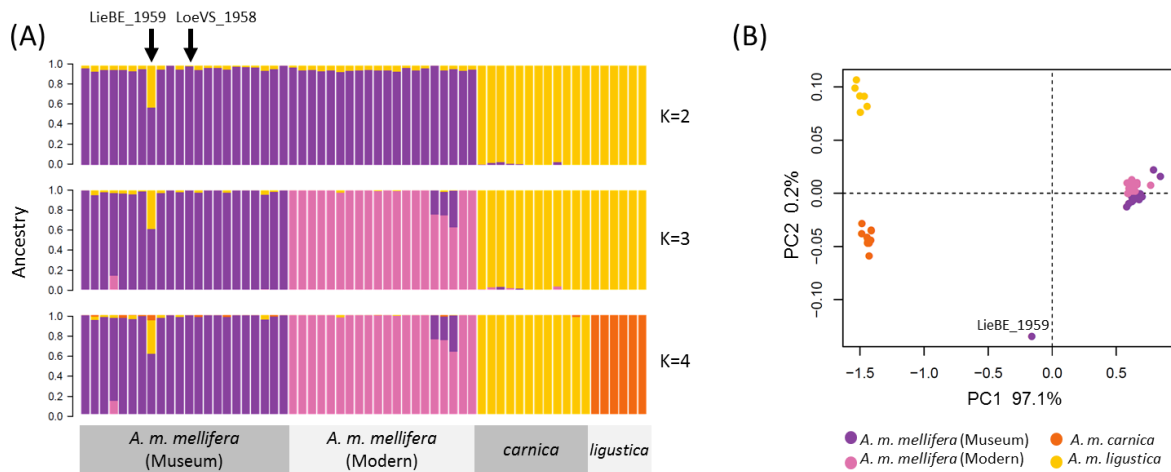 LieBE_1959 LoeVS_1958
(A)
1.0
0.8
0.6
0.4
0.2
0.0
K=2
1.0
0.8
0.6
0.4
0.2
0.0
K=3
1.0
0.8
0.6
0.4
0.2
0.0
K=4
Ancestry
A. m. mellifera
(Museum)
A. m. mellifera
(Modern)
carnica
ligustica
(B)
PC2 0.2%
0.10
0.05
0.00
−0.05
−0.10
LieBE_1959
−1.5 −1.0 −0.5 0.0 0.5
PC1 97.1%
A. m. mellifera (Museum) A. m. carnica
A. m. mellifera (Modern) A. m. ligustica